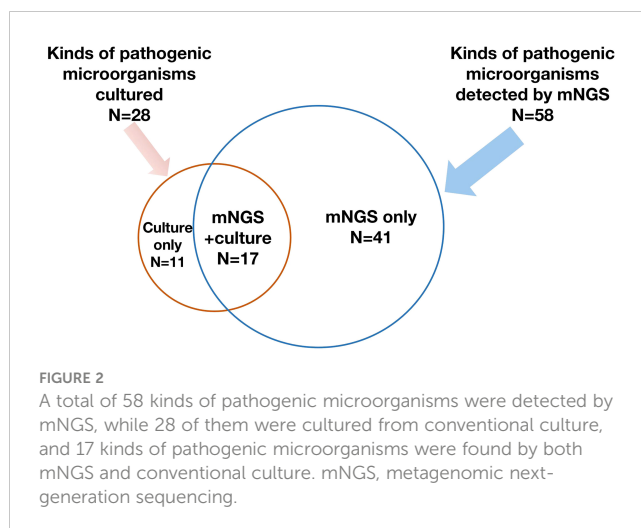 Kinds of pathogenic
microorganisms
cultured
N=28
Kinds of pathogenic
microorganisms
detected by mNGS
N=58
Culture
only
N=11
mNGS
+culture
N=17
mNGS only
N=41
FIGURE 2
A total of 58 kinds of pathogenic microorganisms were detected by
mNGS, while 28 of them were cultured from conventional culture,
and 17 kinds of pathogenic microorganisms were found by both
mNGS and conventional culture. mNGS, metagenomic next-
generation sequencing.